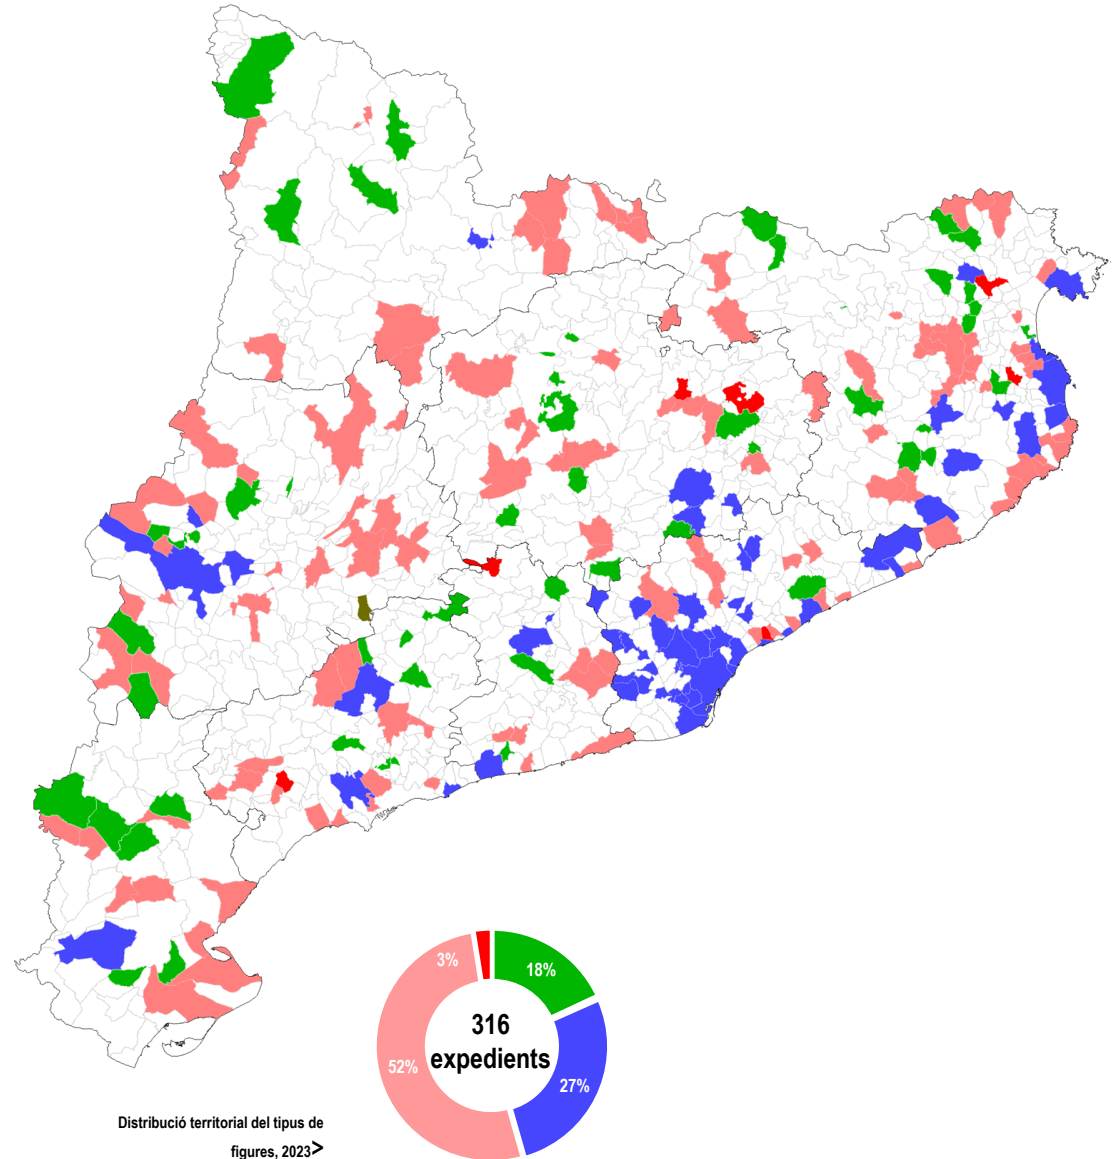 3%
18%
316
expedients
52%
27%
Distribució territorial del tipus de
figures, 2023>